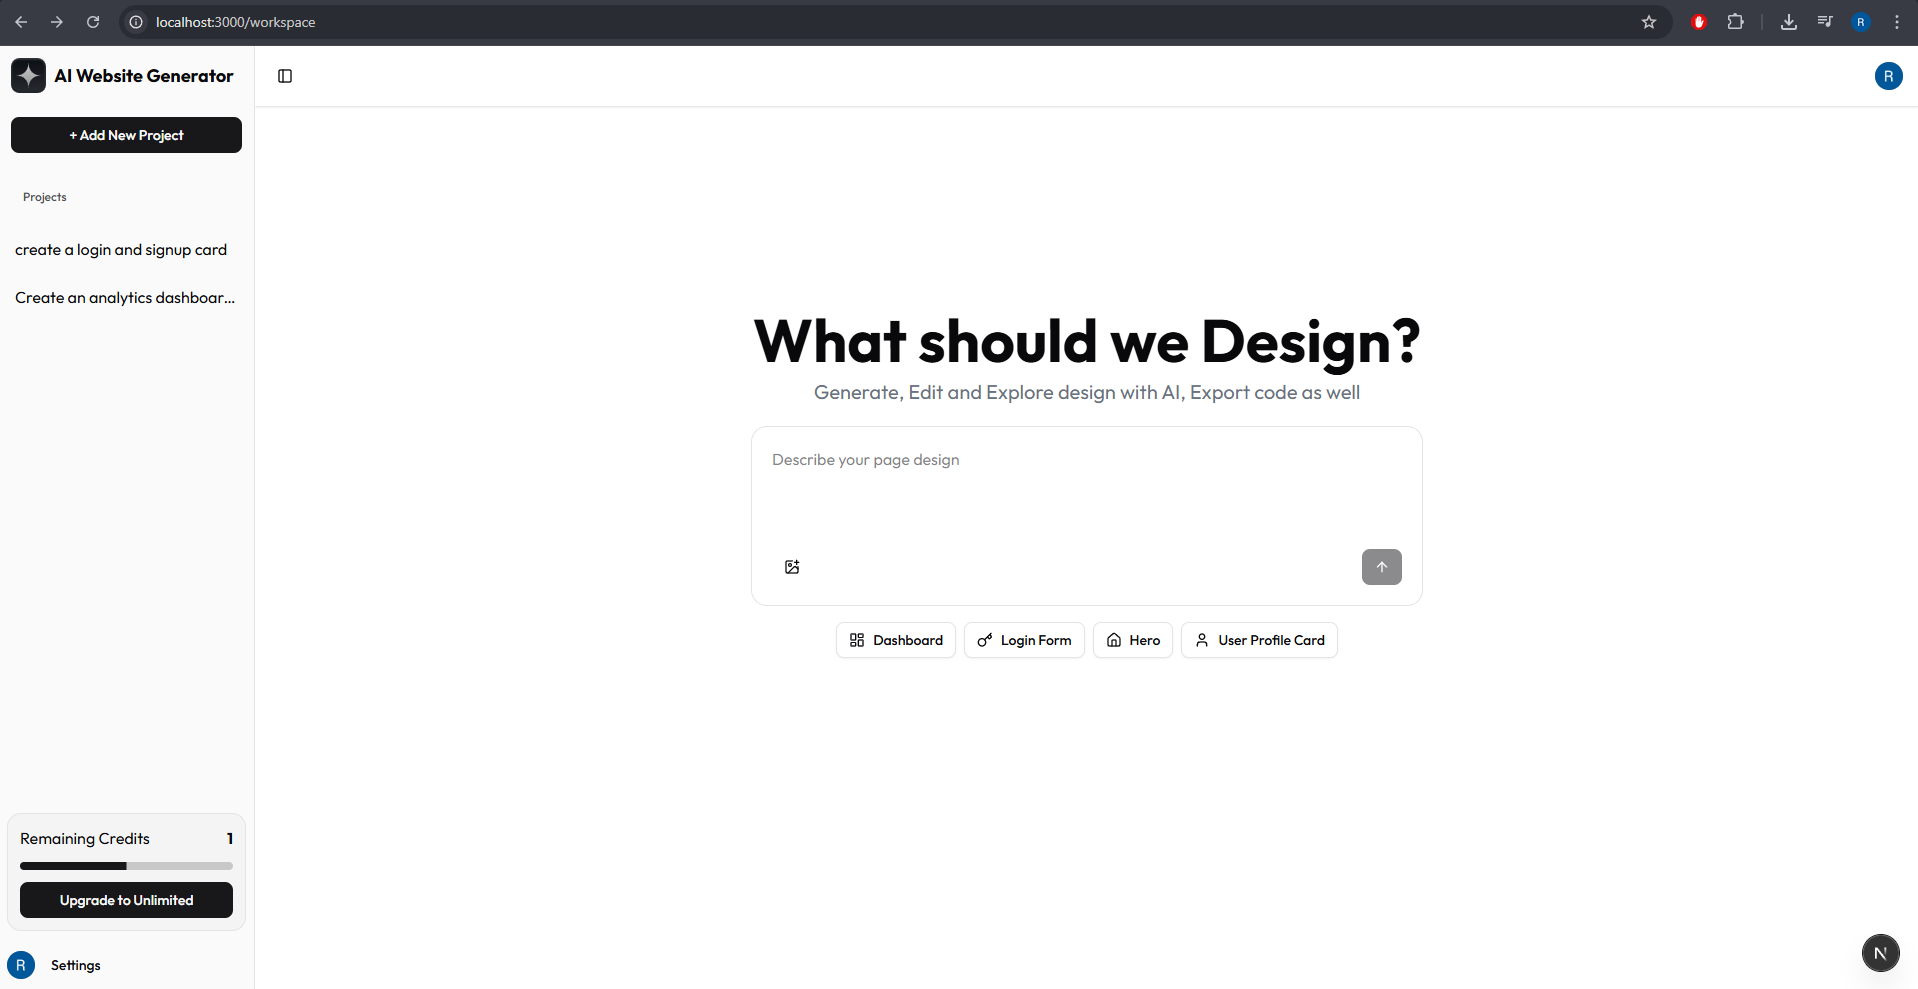 localhost:3000/workspace
R
AI Website Generator
R
+ Add New Project
Projects
create a login and signup card
Create an analytics dashboar...
What should we Design?
Generate, Edit and Explore design with AI, Export code as well
Describe your page design
Dashboard
Login Form
Hero
User Profile Card
Remaining Credits 1
Upgrade to Unlimited
R Settings
N